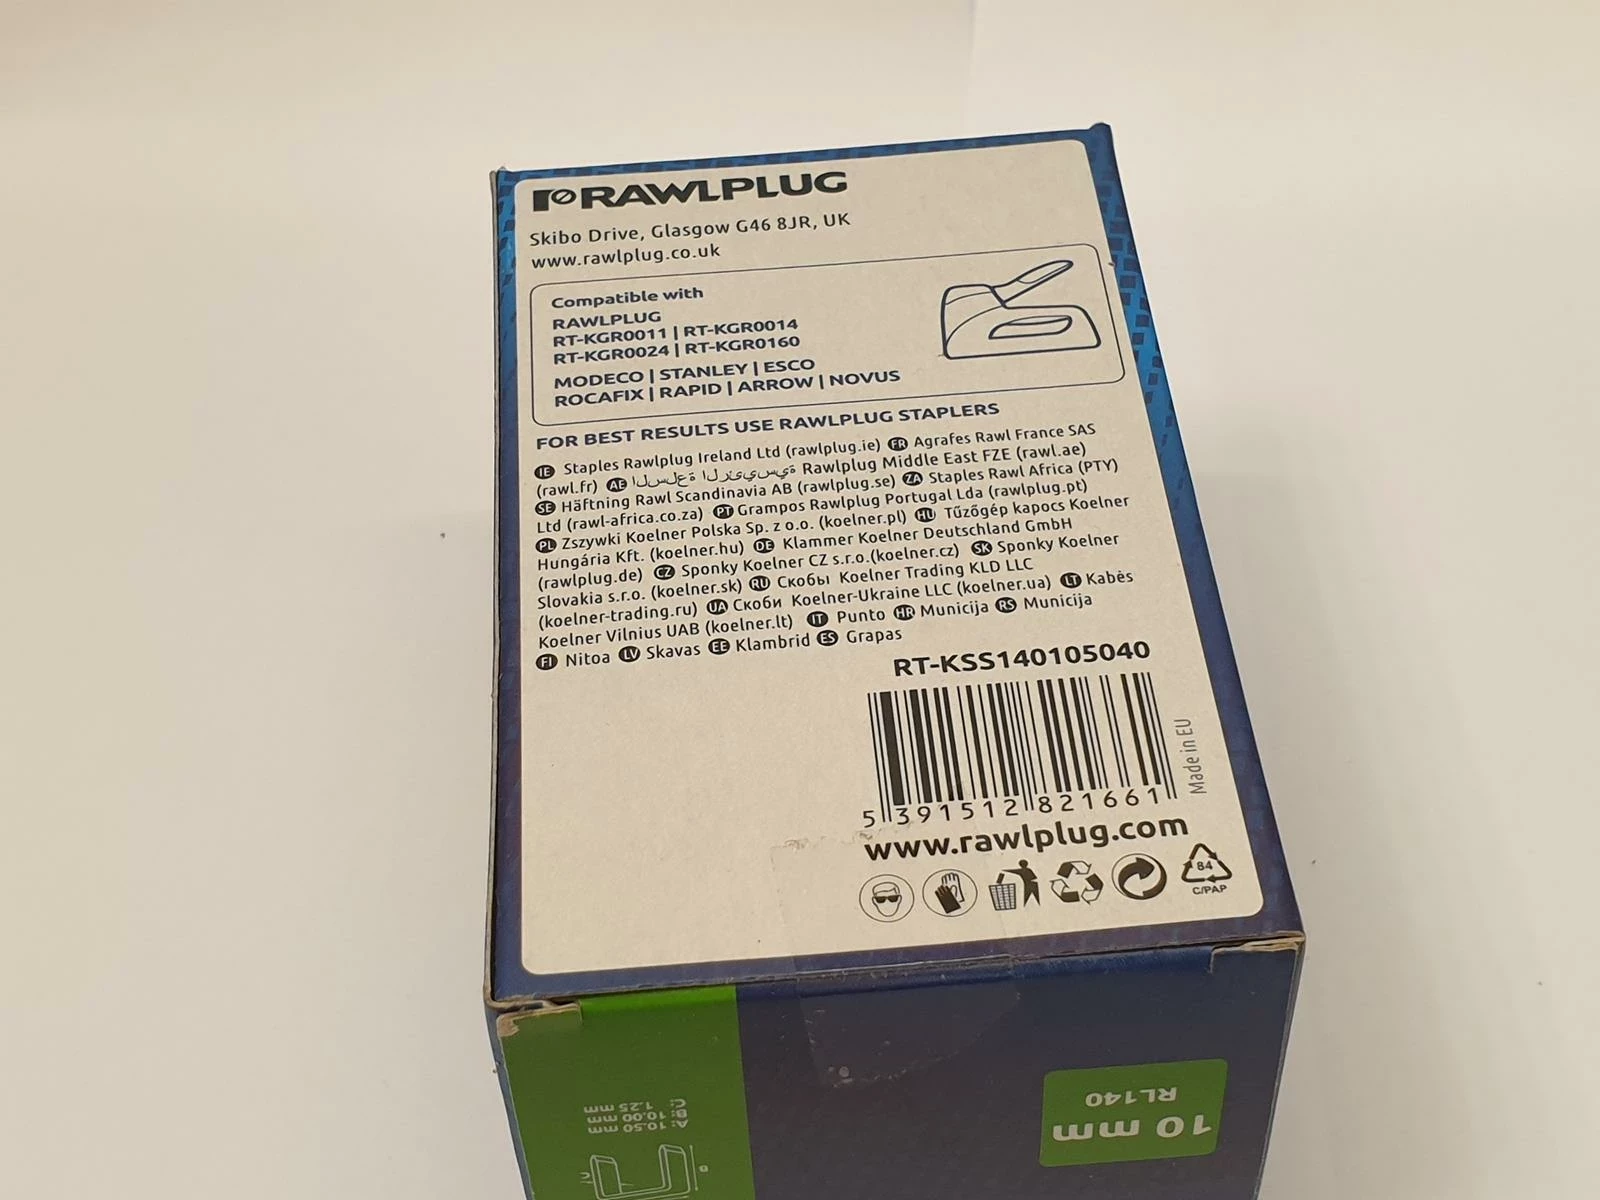 RAWLPLUG
Skibo Drive, Glasgow G46 8JR, UK
www.rawlplug.co.uk
Compatible with
RAWLPLUG
RT-KGR0011 | RT-KGR0014
RT-KGR0024 | RT-KGR0160
MODECO | STANLEY | ESCO
ROCAFIX | RAPID | ARROW | NOVUS
FOR BEST RESULTS USE RAWLPLUG STAPLERS
IE Staples Rawlplug Ireland Ltd (rawlplug.ie) FR Agrafes Rawl France SAS
(rawl.fr) AE السلعة الرئيسية Rawlplug Middle East FZE (rawl.ae)
SE Häftning Rawl Scandinavia AB (rawlplug.se) ZA Staples Rawl Africa (PTY)
Ltd (rawl-africa.co.za) PT Grampos Rawlplug Portugal Lda (rawlplug.pt)
PL Zszywki Koelner Polska Sp. z o.o. (koelner.pl) HU Tűzőgép kapocs Koelner
Hungária Kft. (koelner.hu) DE Klammer Koelner Deutschland GmbH
(rawlplug.de) CZ Sponky Koelner CZ s.r.o.(koelner.cz) SK Sponky Koelner
Slovakia s.r.o. (koelner.sk) RU Скобы Koelner Trading KLD LLC
(koelner-trading.ru) UA Скоби Koelner-Ukraine LLC (koelner.ua) LT Kabės
Koelner Vilnius UAB (koelner.lt) IT Punto HR Municija RS Municija
FI Nitoa LV Skavas EE Klambrid ES Grapas
RT-KSS140105040
5 391512 821661
Made in EU
www.rawlplug.com
84
C/PAP
10 mm
RL140
A: 10.50 mm
B: 10.00 mm
C: 1.25 mm
B
C